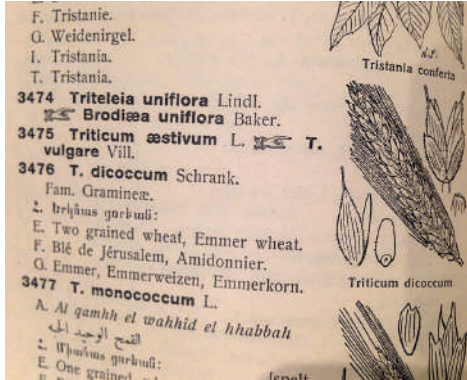 F. Tristanie.
G. Weidenirgel.
I. Tristania.
T. Tristania.
3474 Triteleia uniflora Lindl.
☞ Brodiæa uniflora Baker.
3475 Triticum æstivum L. ☞ T.
vulgare Vill.
3476 T. dicoccum Schrank.
Fam. Gramineæ.
E. Two grained wheat, Emmer wheat.
F. Blé de Jérusalem, Amidonnier.
G. Emmer, Emmerweizen, Emmerkorn.
3477 T. monococcum L.
A. Al qamhh el wahhid el hhabbah
القمح الوحيد الحبه
E. One grained
[spelt
Tristania conferta
Triticum dicoccum